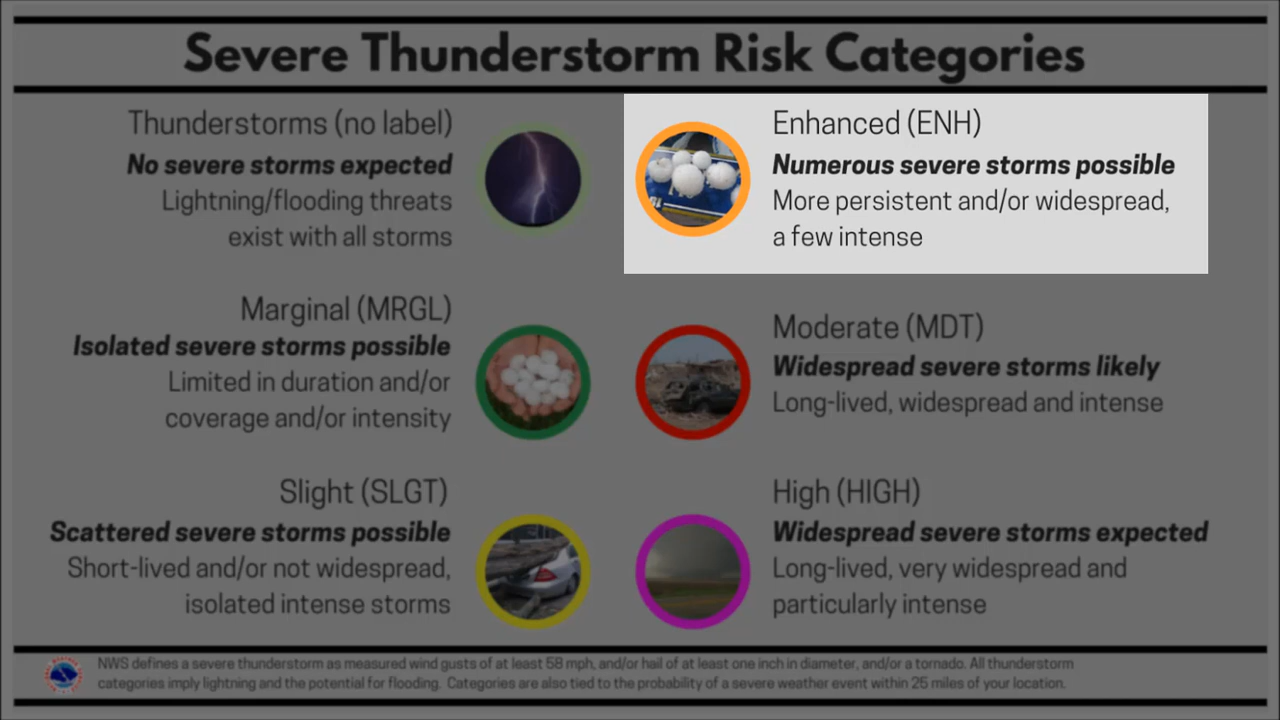 Severe Thunderstorm Risk Categories
Thunderstorms (no label)
No severe storms expected
Lightning/flooding threats
exist with all storms
Marginal (MRGL)
Isolated severe storms possible
Limited in duration and/or
coverage and/or intensity
Slight (SLGT)
Scattered severe storms possible
Short-lived and/or not widespread,
isolated intense storms
Enhanced (ENH)
Numerous severe storms possible
More persistent and/or widespread,
a few intense
Moderate (MDT)
Widespread severe storms likely
Long-lived, widespread and intense
High (HIGH)
Widespread severe storms expected
Long-lived, very widespread and
particularly intense
NWS defines a severe thunderstorm as measured wind gusts of at least 58 mph, and/or hail of at least one inch in diameter, and/or a tornado. All thunderstorm
categories imply lightning and the potential for flooding. Categories are also tied to the probability of a severe weather event within 25 miles of your location.